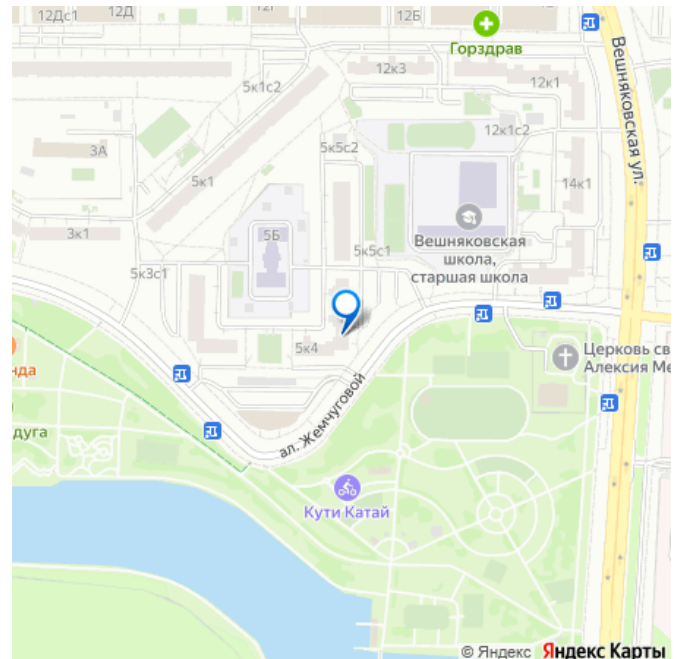 12Дс1
12Д
12Г
12Б
Горздрав
12к3
12к1
5к1с2
12к1с2
3А
5к5с2
Вешняковская ул.
5к1
14к1
3к1
5Б
5к5с1
Вешняковская
школа,
старшая школа
5к3с1
5к4
Церковь св
Алексия Ме
нда
дуга
ал. Жемчуговой
Кути Катай
© Яндекс Яндекс Карты